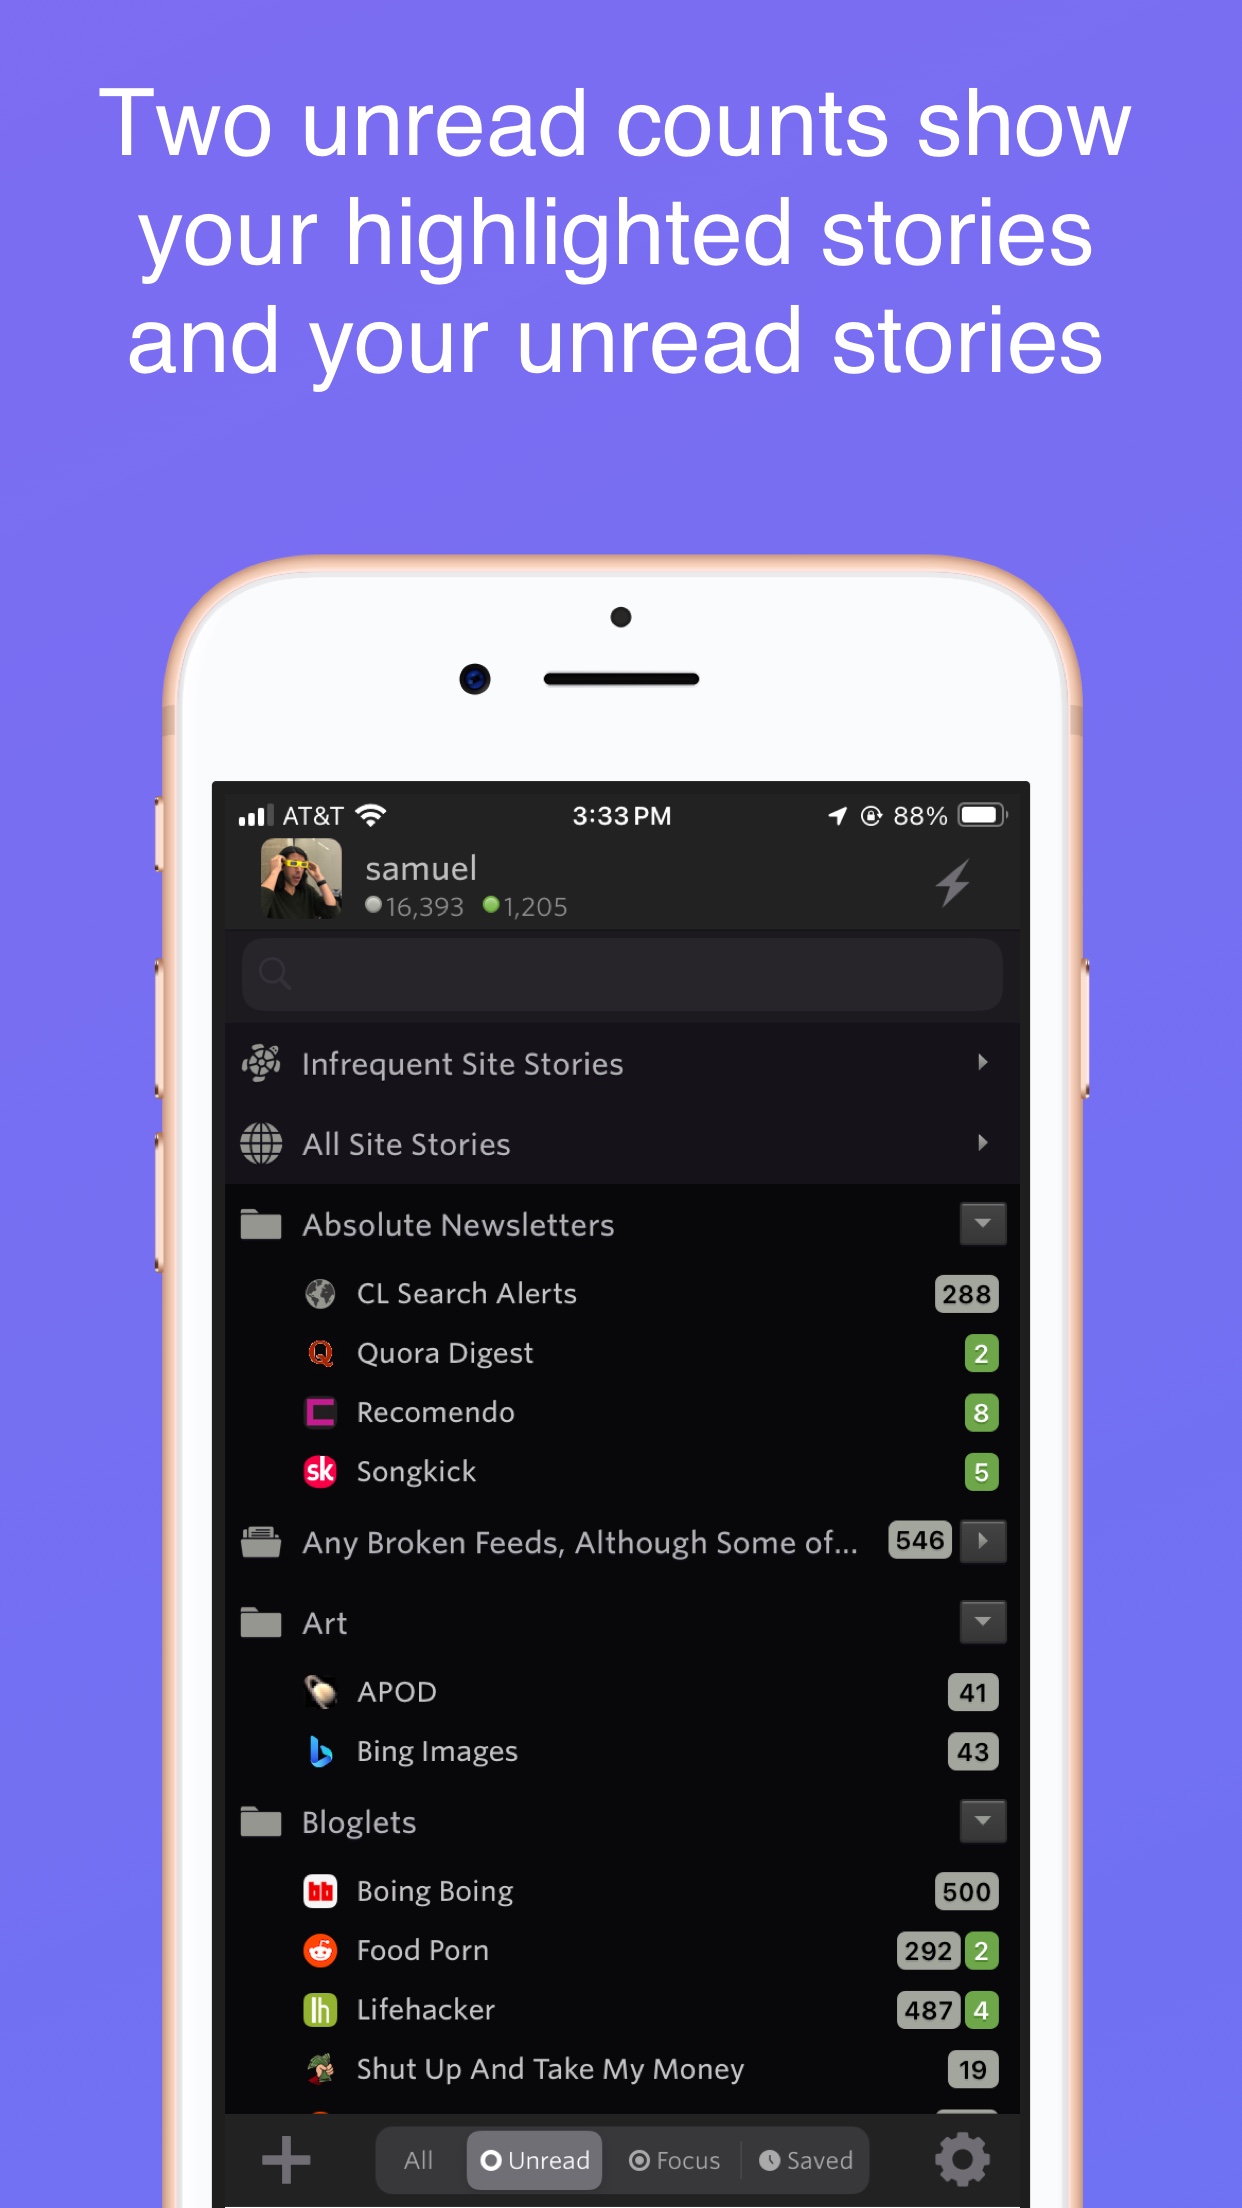 Two unread counts show
your highlighted stories
and your unread stories
AT&T 3:33 PM 88%
samuel
16,393 1,205
Infrequent Site Stories
All Site Stories
Absolute Newsletters
CL Search Alerts 288
Quora Digest 2
Recomendo 8
sk Songkick 5
Any Broken Feeds, Although Some of... 546
Art
APOD 41
Bing Images 43
Bloglets
bb Boing Boing 500
Food Porn 292 2
lh Lifehacker 487 4
Shut Up And Take My Money 19
All Unread Focus Saved